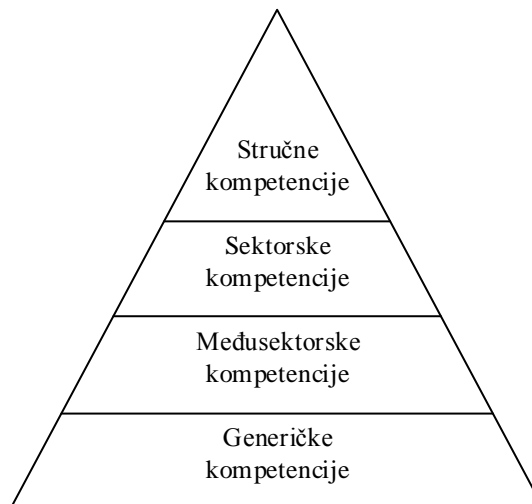 Stručne
kompetencije
Sektorske
kompetencije
Međusektorske
kompetencije
Generičke
kompetencije